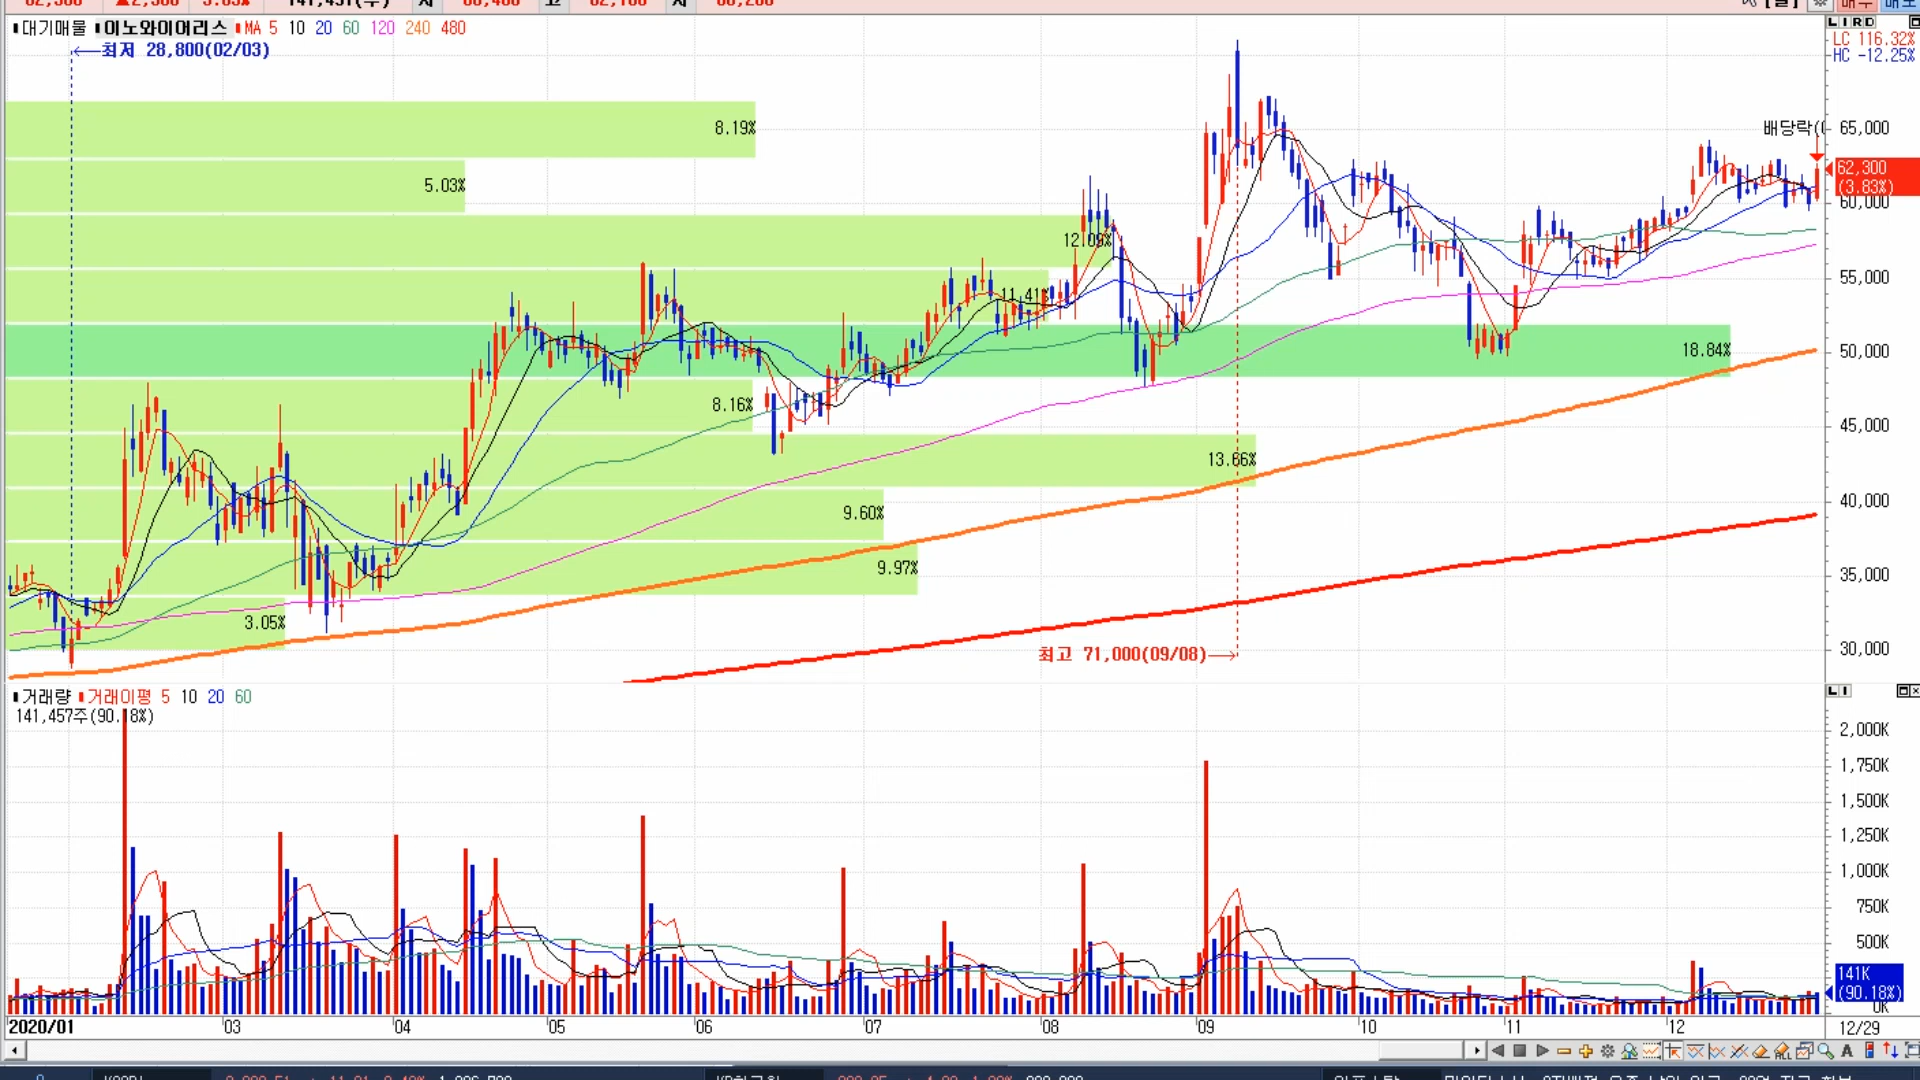 대기매물 이노와이어리스 MA 5 10 20 60 120 240 480
최저 28,800(02/03)
LIRD
LC 116.32%
HC -12.25%
8.19%
배당락(
65,000
62,300
(3.83%)
5.03%
60,000
12.09%
55,000
11.41%
18.84%
50,000
8.16%
45,000
13.66%
40,000
9.60%
9.97%
35,000
3.05%
최고 71,000(09/08)
30,000
거래량 거래이평 5 10 20 60
141,457주(90.18%)
LI
2,000K
1,750K
1,500K
1,250K
1,000K
750K
500K
141K
(90.18%)
0K
2020/01 03 04 05 06 07 08 09 10 11 12 12/29